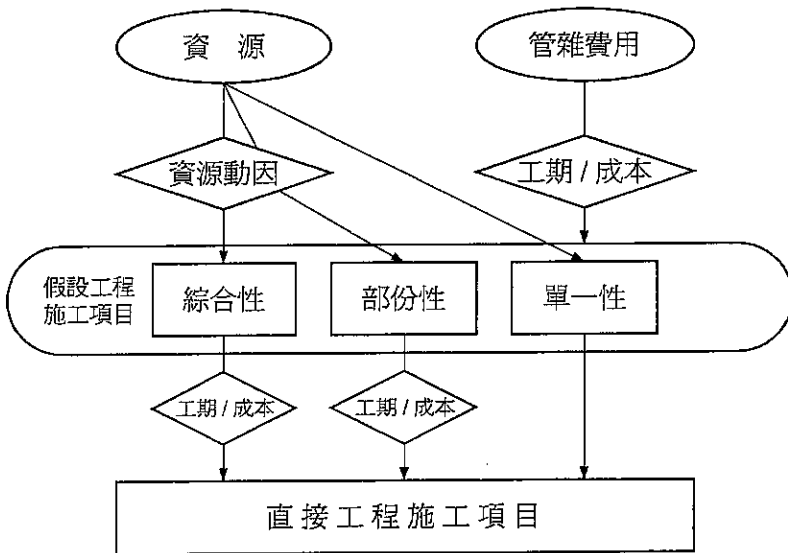 資 源
管雜費用
資源動因
工期 / 成本
假設工程
施工項目
綜合性
部份性
單一性
工期 / 成本
工期 / 成本
直接工程施工項目